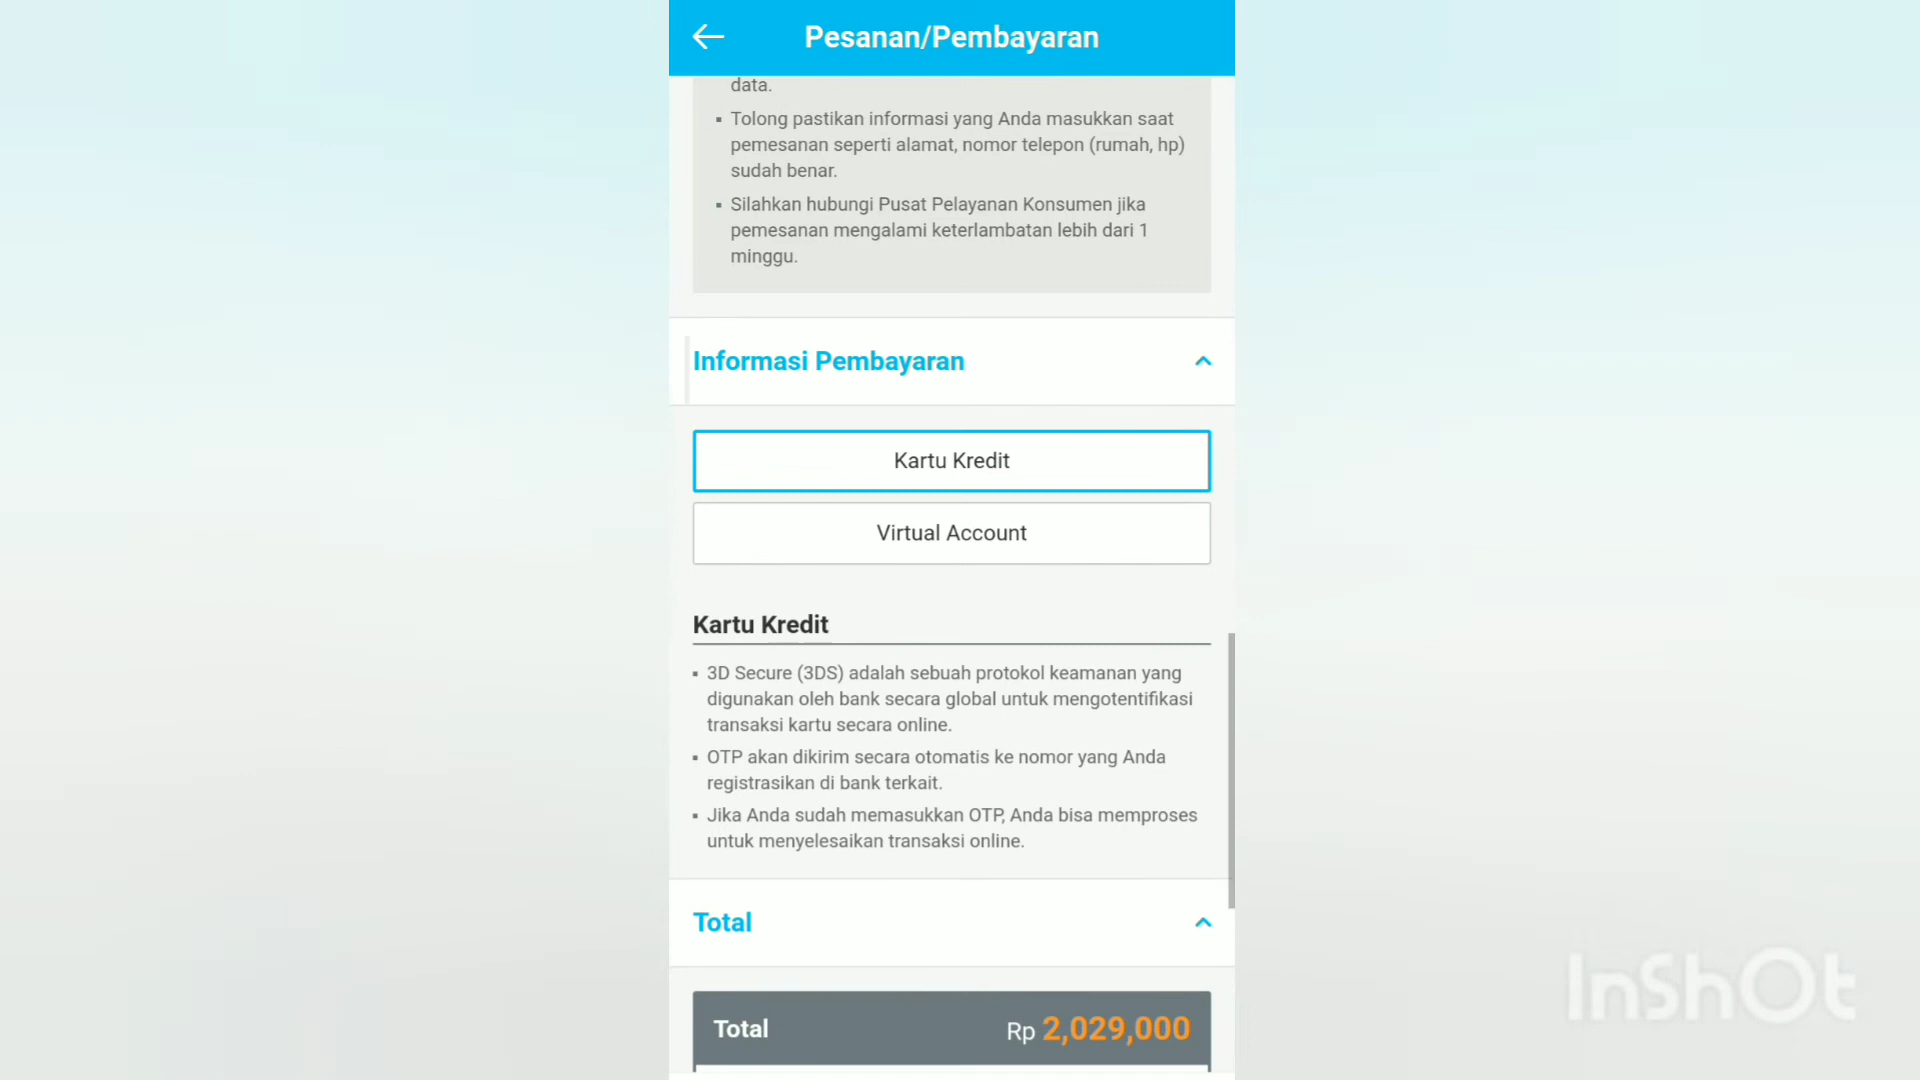 Pesanan/Pembayaran
data.
▪ Tolong pastikan informasi yang Anda masukkan saat
pemesanan seperti alamat, nomor telepon (rumah, hp)
sudah benar.
▪ Silahkan hubungi Pusat Pelayanan Konsumen jika
pemesanan mengalami keterlambatan lebih dari 1
minggu.
Informasi Pembayaran
Kartu Kredit
Virtual Account
Kartu Kredit
▪ 3D Secure (3DS) adalah sebuah protokol keamanan yang
digunakan oleh bank secara global untuk mengotentifikasi
transaksi kartu secara online.
▪ OTP akan dikirim secara otomatis ke nomor yang Anda
registrasikan di bank terkait.
▪ Jika Anda sudah memasukkan OTP, Anda bisa memproses
untuk menyelesaikan transaksi online.
Total
Total Rp 2,029,000
InShOt